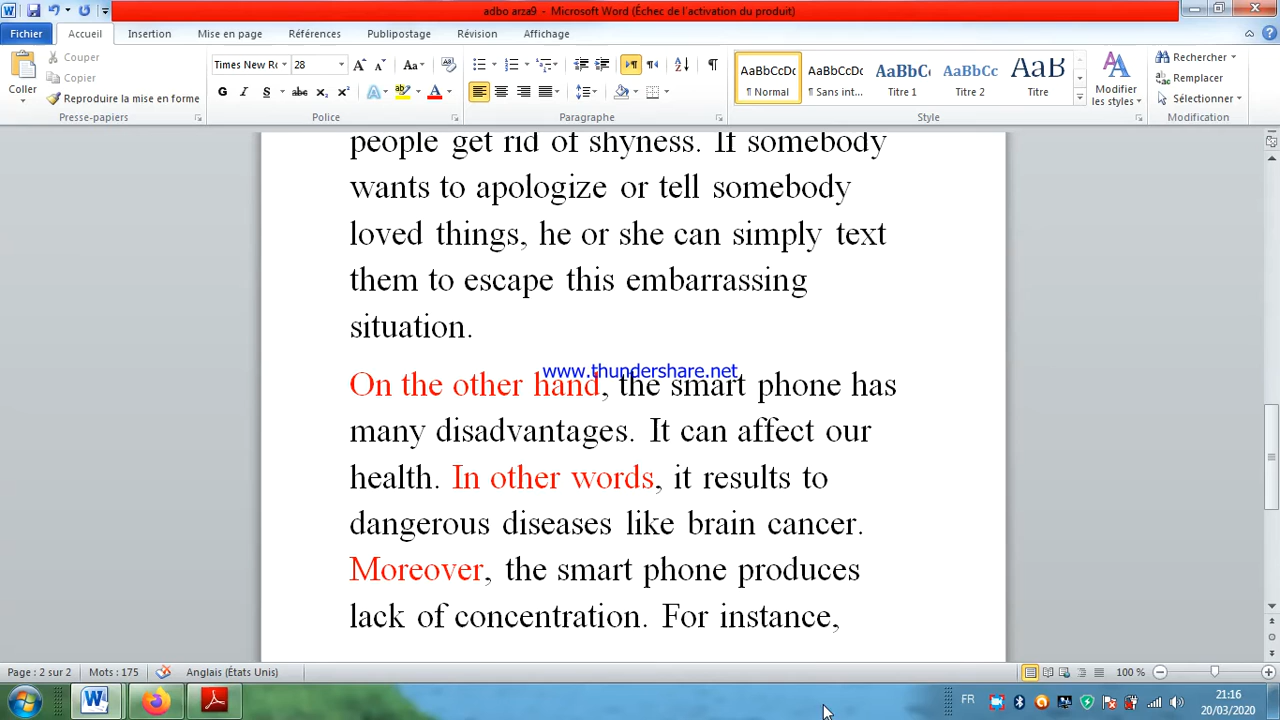 adbo arza9 - Microsoft Word (Échec de l'activation du produit)
Fichier Accueil Insertion Mise en page Références Publipostage Révision Affichage
Coller
Couper
Copier
Reproduire la mise en forme
Presse-papiers
Times New Ro 28
G I S abc x₂ x² Aa
Police
Paragraphe
AaBbCcDc AaBbCcDc AaBbC AaBbCc AaB
¶ Normal ¶ Sans int... Titre 1 Titre 2 Titre
Modifier
les styles
Style
Rechercher
Remplacer
Sélectionner
Modification
people get rid of shyness. If somebody
wants to apologize or tell somebody
loved things, he or she can simply text
them to escape this embarrassing
situation.
www.thundershare.net
On the other hand, the smart phone has
many disadvantages. It can affect our
health. In other words, it results to
dangerous diseases like brain cancer.
Moreover, the smart phone produces
lack of concentration. For instance,
Page : 2 sur 2 Mots : 175 Anglais (États Unis) 100 %
FR 21:16
20/03/2020